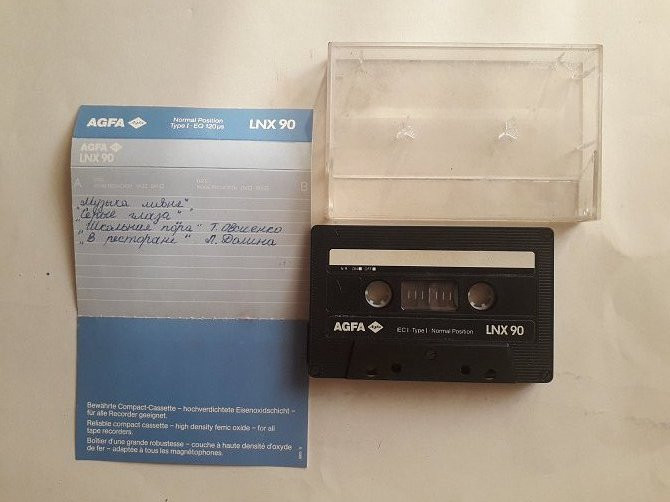 AGFA
Normal Position
Type I · EQ 120 µs
LNX 90
AGFA
LNX 90
A
B
„Музыка ливня",
„Серые глаза",
„Школьная пора" Т. Овсиенко
„В ресторане" Л. Долина
Bewährte Compact-Cassette – hochverdichtete Eisenoxidschicht –
für alle Recorder geeignet.
Reliable compact cassette – high density ferric oxide – for all
tape recorders.
Boîtier d'une grande robustesse – couche à haute densité d'oxyde
de fer – adaptée à tous les magnétophones.
AGFA
EC I · Type I · Normal Position
LNX 90